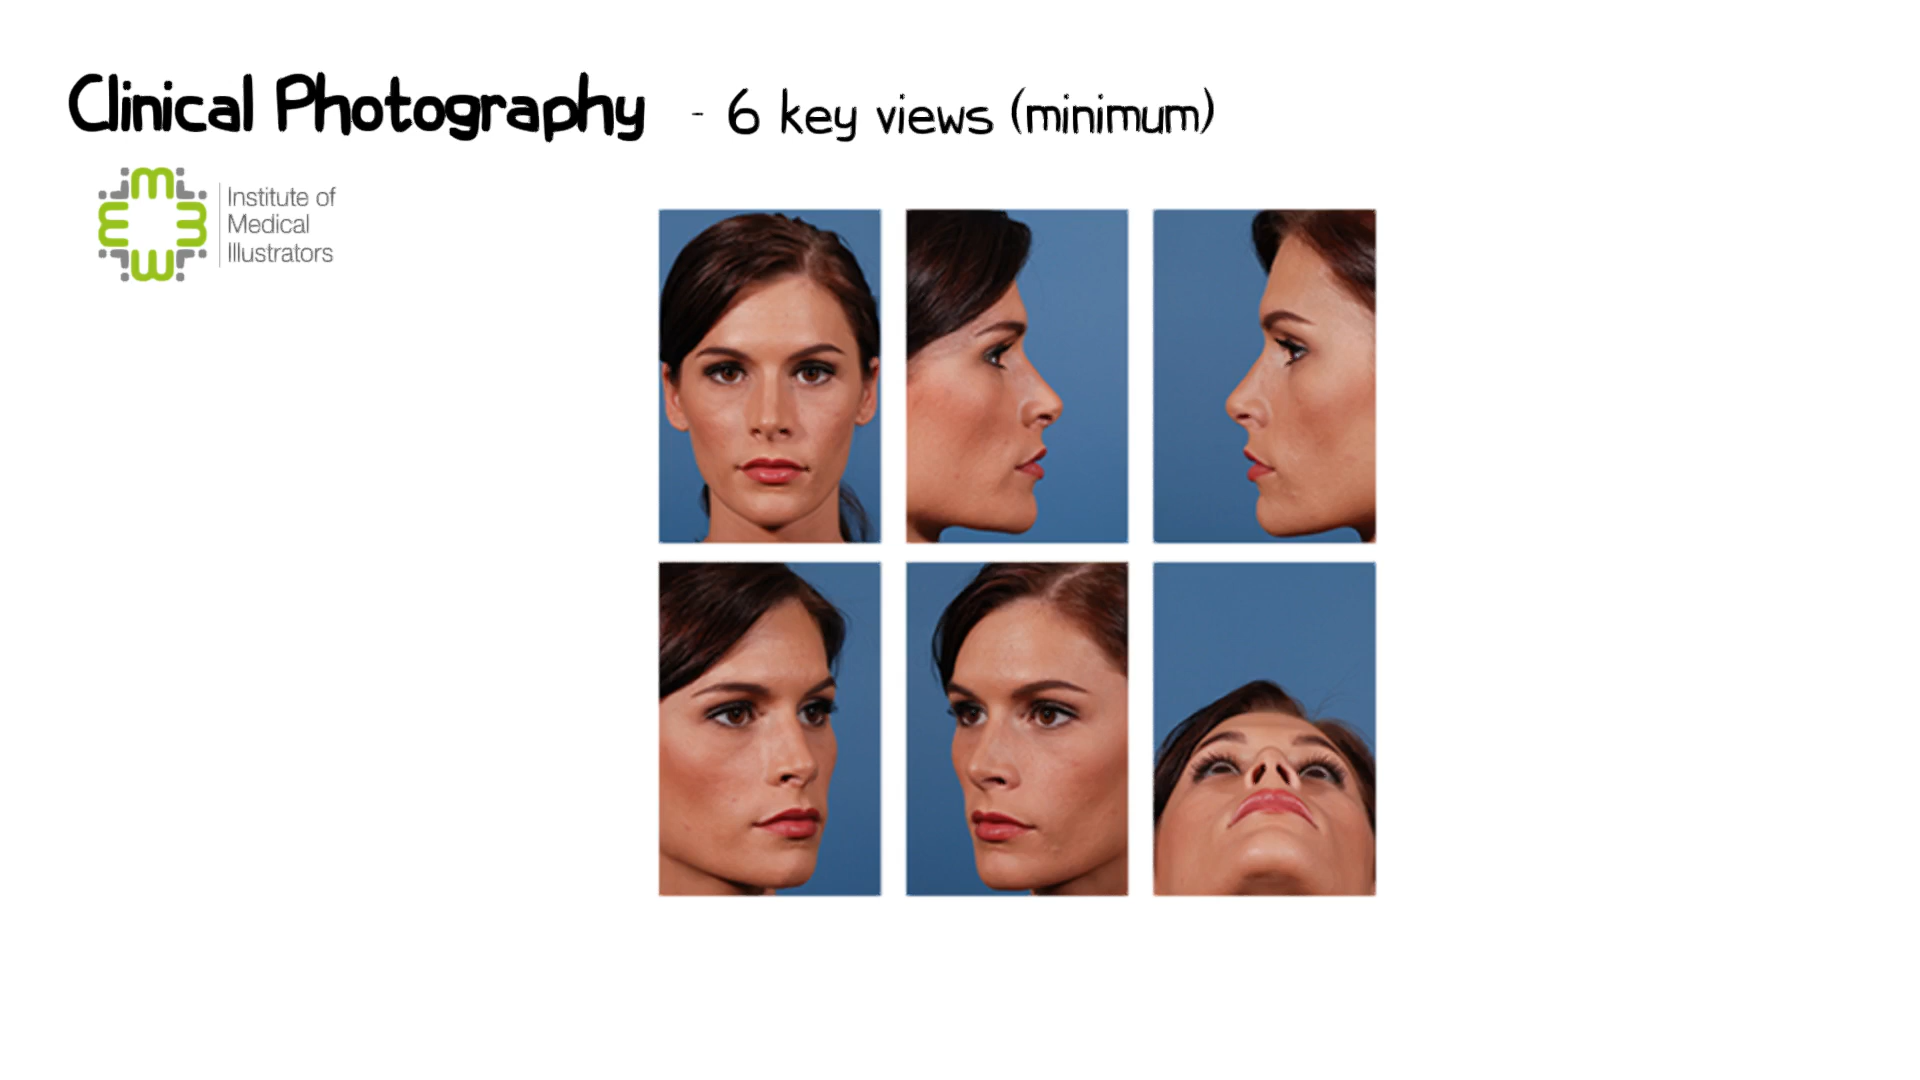 Clinical Photography - 6 key views (minimum)
Institute of
Medical
Illustrators